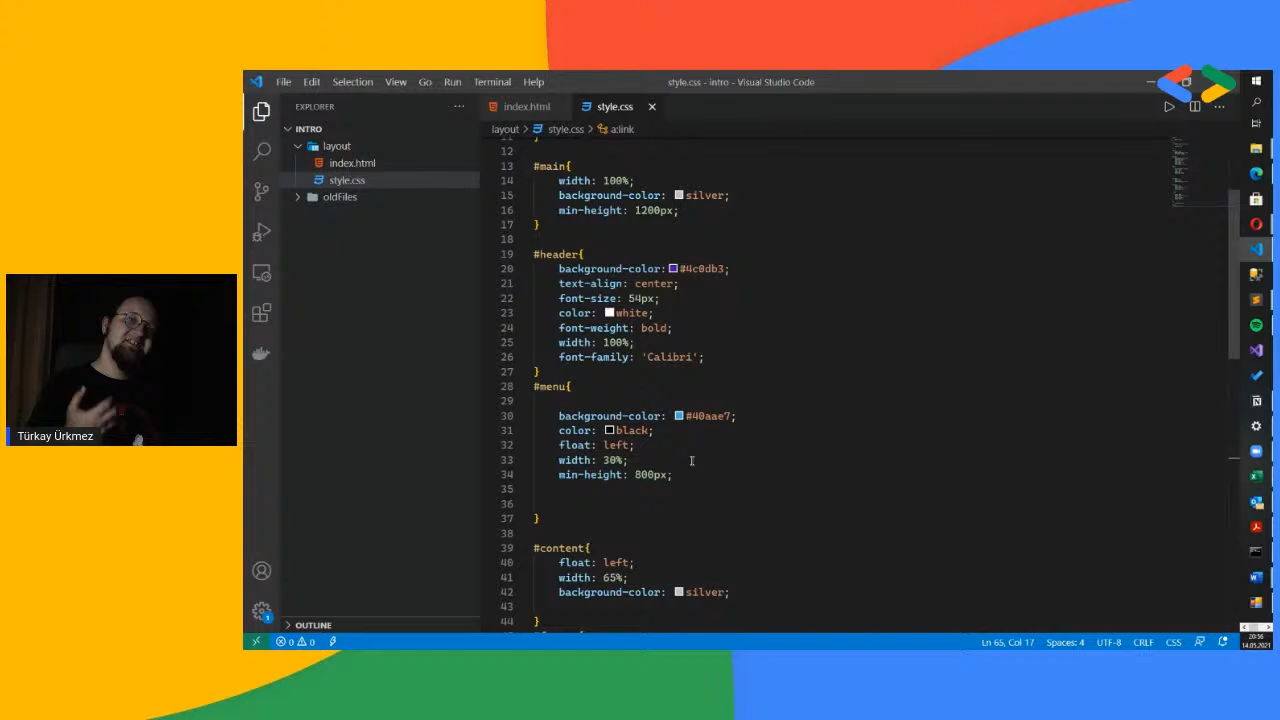 File Edit Selection View Go Run Terminal Help
style.css - intro - Visual Studio Code
EXPLORER
index.html
style.css
INTRO
layout
index.html
style.css
oldFiles
OUTLINE
layout > style.css > a:link
11 }
12
13 #main{
14 width: 100%;
15 background-color: silver;
16 min-height: 1200px;
17 }
18
19 #header{
20 background-color:#4c0db3;
21 text-align: center;
22 font-size: 54px;
23 color: white;
24 font-weight: bold;
25 width: 100%;
26 font-family: 'Calibri';
27 }
28 #menu{
29
30 background-color: #40aae7;
31 color: black;
32 float: left;
33 width: 30%;
34 min-height: 800px;
35
36
37 }
38
39 #content{
40 float: left;
41 width: 65%;
42 background-color: silver;
43
44 }
Türkay Ürkmez
1
0 0
Ln 65, Col 17 Spaces: 4 UTF-8 CRLF CSS
20:56
14.05.2021